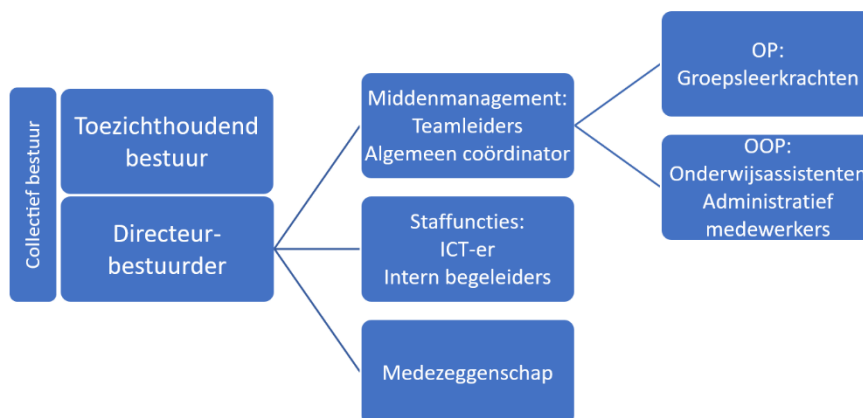 Collectief bestuur
Toezichthoudend
bestuur
Directeur-
bestuurder
Middenmanagement:
Teamleiders
Algemeen coördinator
Staffuncties:
ICT-er
Intern begeleiders
Medezeggenschap
OP:
Groepsleerkrachten
OOP:
Onderwijsassistenten
Administratief
medewerkers